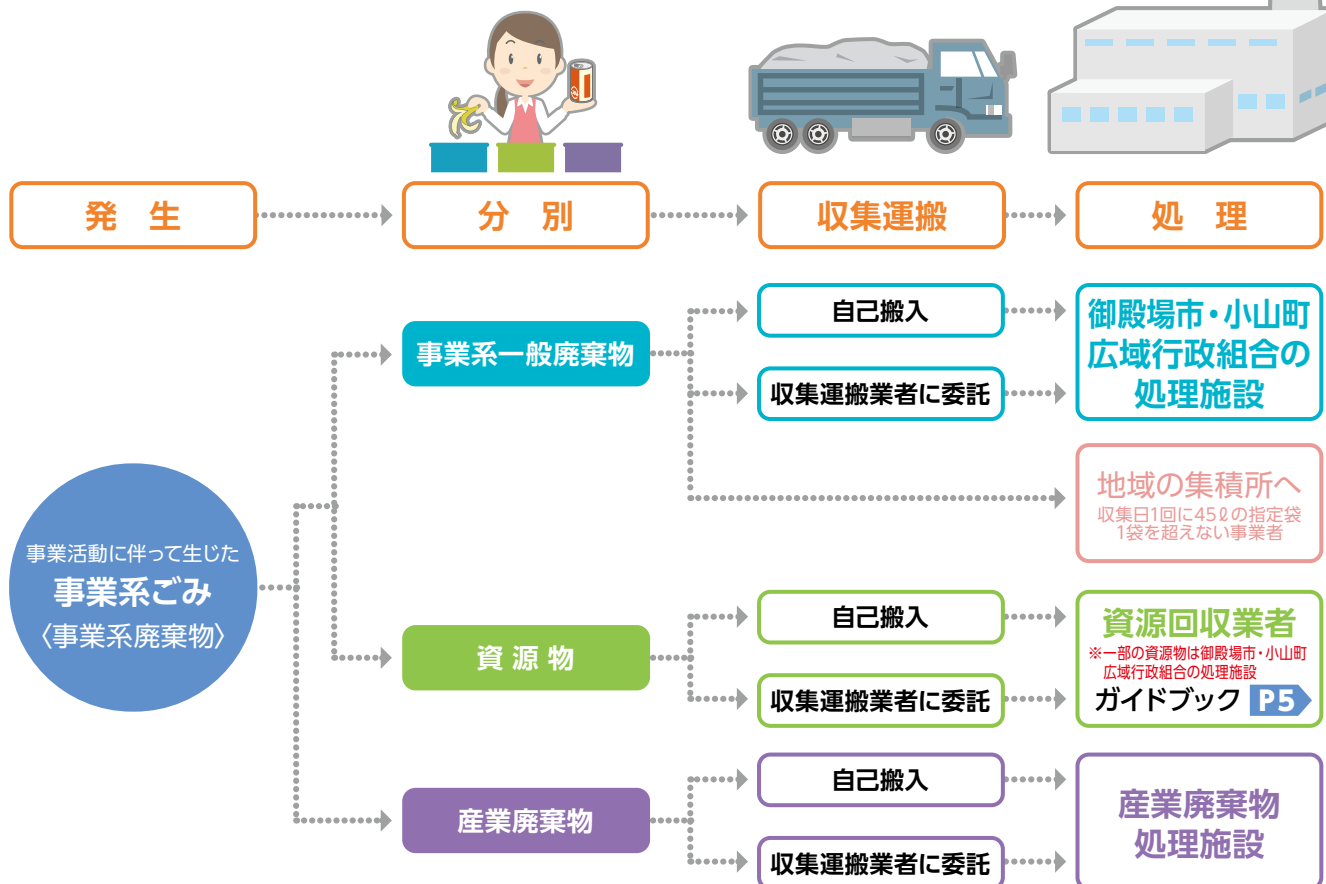 発 生
分 別
収集運搬
処 理
事業活動に伴って生じた
事業系ごみ
〈事業系廃棄物〉
事業系一般廃棄物
自己搬入
収集運搬業者に委託
御殿場市・小山町
広域行政組合の
処理施設
地域の集積所へ
収集日1回に45ℓの指定袋
1袋を超えない事業者
資源物
自己搬入
収集運搬業者に委託
資源回収業者
※一部の資源物は御殿場市・小山町
広域行政組合の処理施設
ガイドブック P5
産業廃棄物
自己搬入
収集運搬業者に委託
産業廃棄物
処理施設